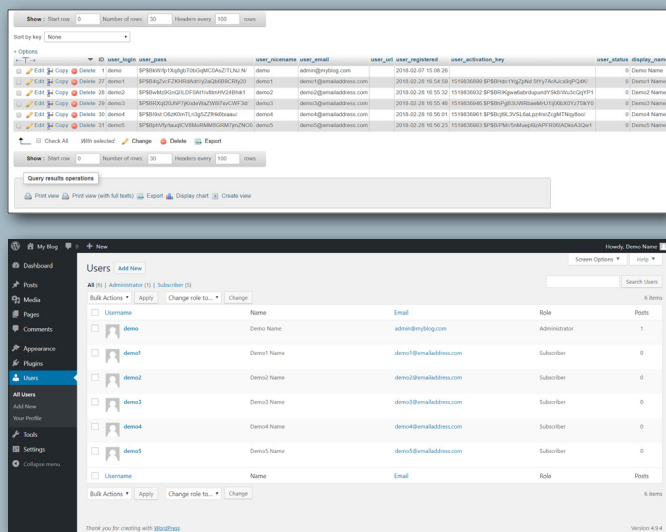 Show : Start row: 0 Number of rows: 30 Headers every 100 rows
Sort by key: None
+ Options
←T→ ID user_login user_pass user_nicename user_email user_url user_registered user_activation_key user_status display_name
Edit Copy Delete 1 demo demo admin@myblog.com 2018-02-07 15:08:26 0 Demo Name
Edit Copy Delete 27 demo1 demo1 demo1@emailaddress.com 2018-02-28 16:54:59 0 Demo1 Name
Edit Copy Delete 28 demo2 demo2 demo2@emailaddress.com 2018-02-28 16:55:32 0 Demo2 Name
Edit Copy Delete 29 demo3 demo3 demo3@emailaddress.com 2018-02-28 16:55:46 0 Demo3 Name
Edit Copy Delete 30 demo4 demo4 demo4@emailaddress.com 2018-02-28 16:56:01 0 Demo4 Name
Edit Copy Delete 31 demo5 demo5 demo5@emailaddress.com 2018-02-28 16:56:23 0 Demo5 Name
Check All With selected: Change Delete Export
Show : Start row: 0 Number of rows: 30 Headers every 100 rows
Query results operations
Print view Print view (with full texts) Export Display chart Create view
My Blog 0 + New Howdy, Demo Name
Screen Options ▼ Help ▼
Dashboard
Posts
Media
Pages
Comments
Appearance
Plugins
Users
All Users
Add New
Your Profile
Tools
Settings
Collapse menu
Users Add New
All (6) | Administrator (1) | Subscriber (5)
Search Users
Bulk Actions ▼ Apply Change role to... ▼ Change 6 items
Username Name Email Role Posts
demo Demo Name admin@myblog.com Administrator 1
demo1 Demo1 Name demo1@emailaddress.com Subscriber 0
demo2 Demo2 Name demo2@emailaddress.com Subscriber 0
demo3 Demo3 Name demo3@emailaddress.com Subscriber 0
demo4 Demo4 Name demo4@emailaddress.com Subscriber 0
demo5 Demo5 Name demo5@emailaddress.com Subscriber 0
Username Name Email Role Posts
Bulk Actions ▼ Apply Change role to... ▼ Change 6 items
Thank you for creating with WordPress. Version 4.9.4